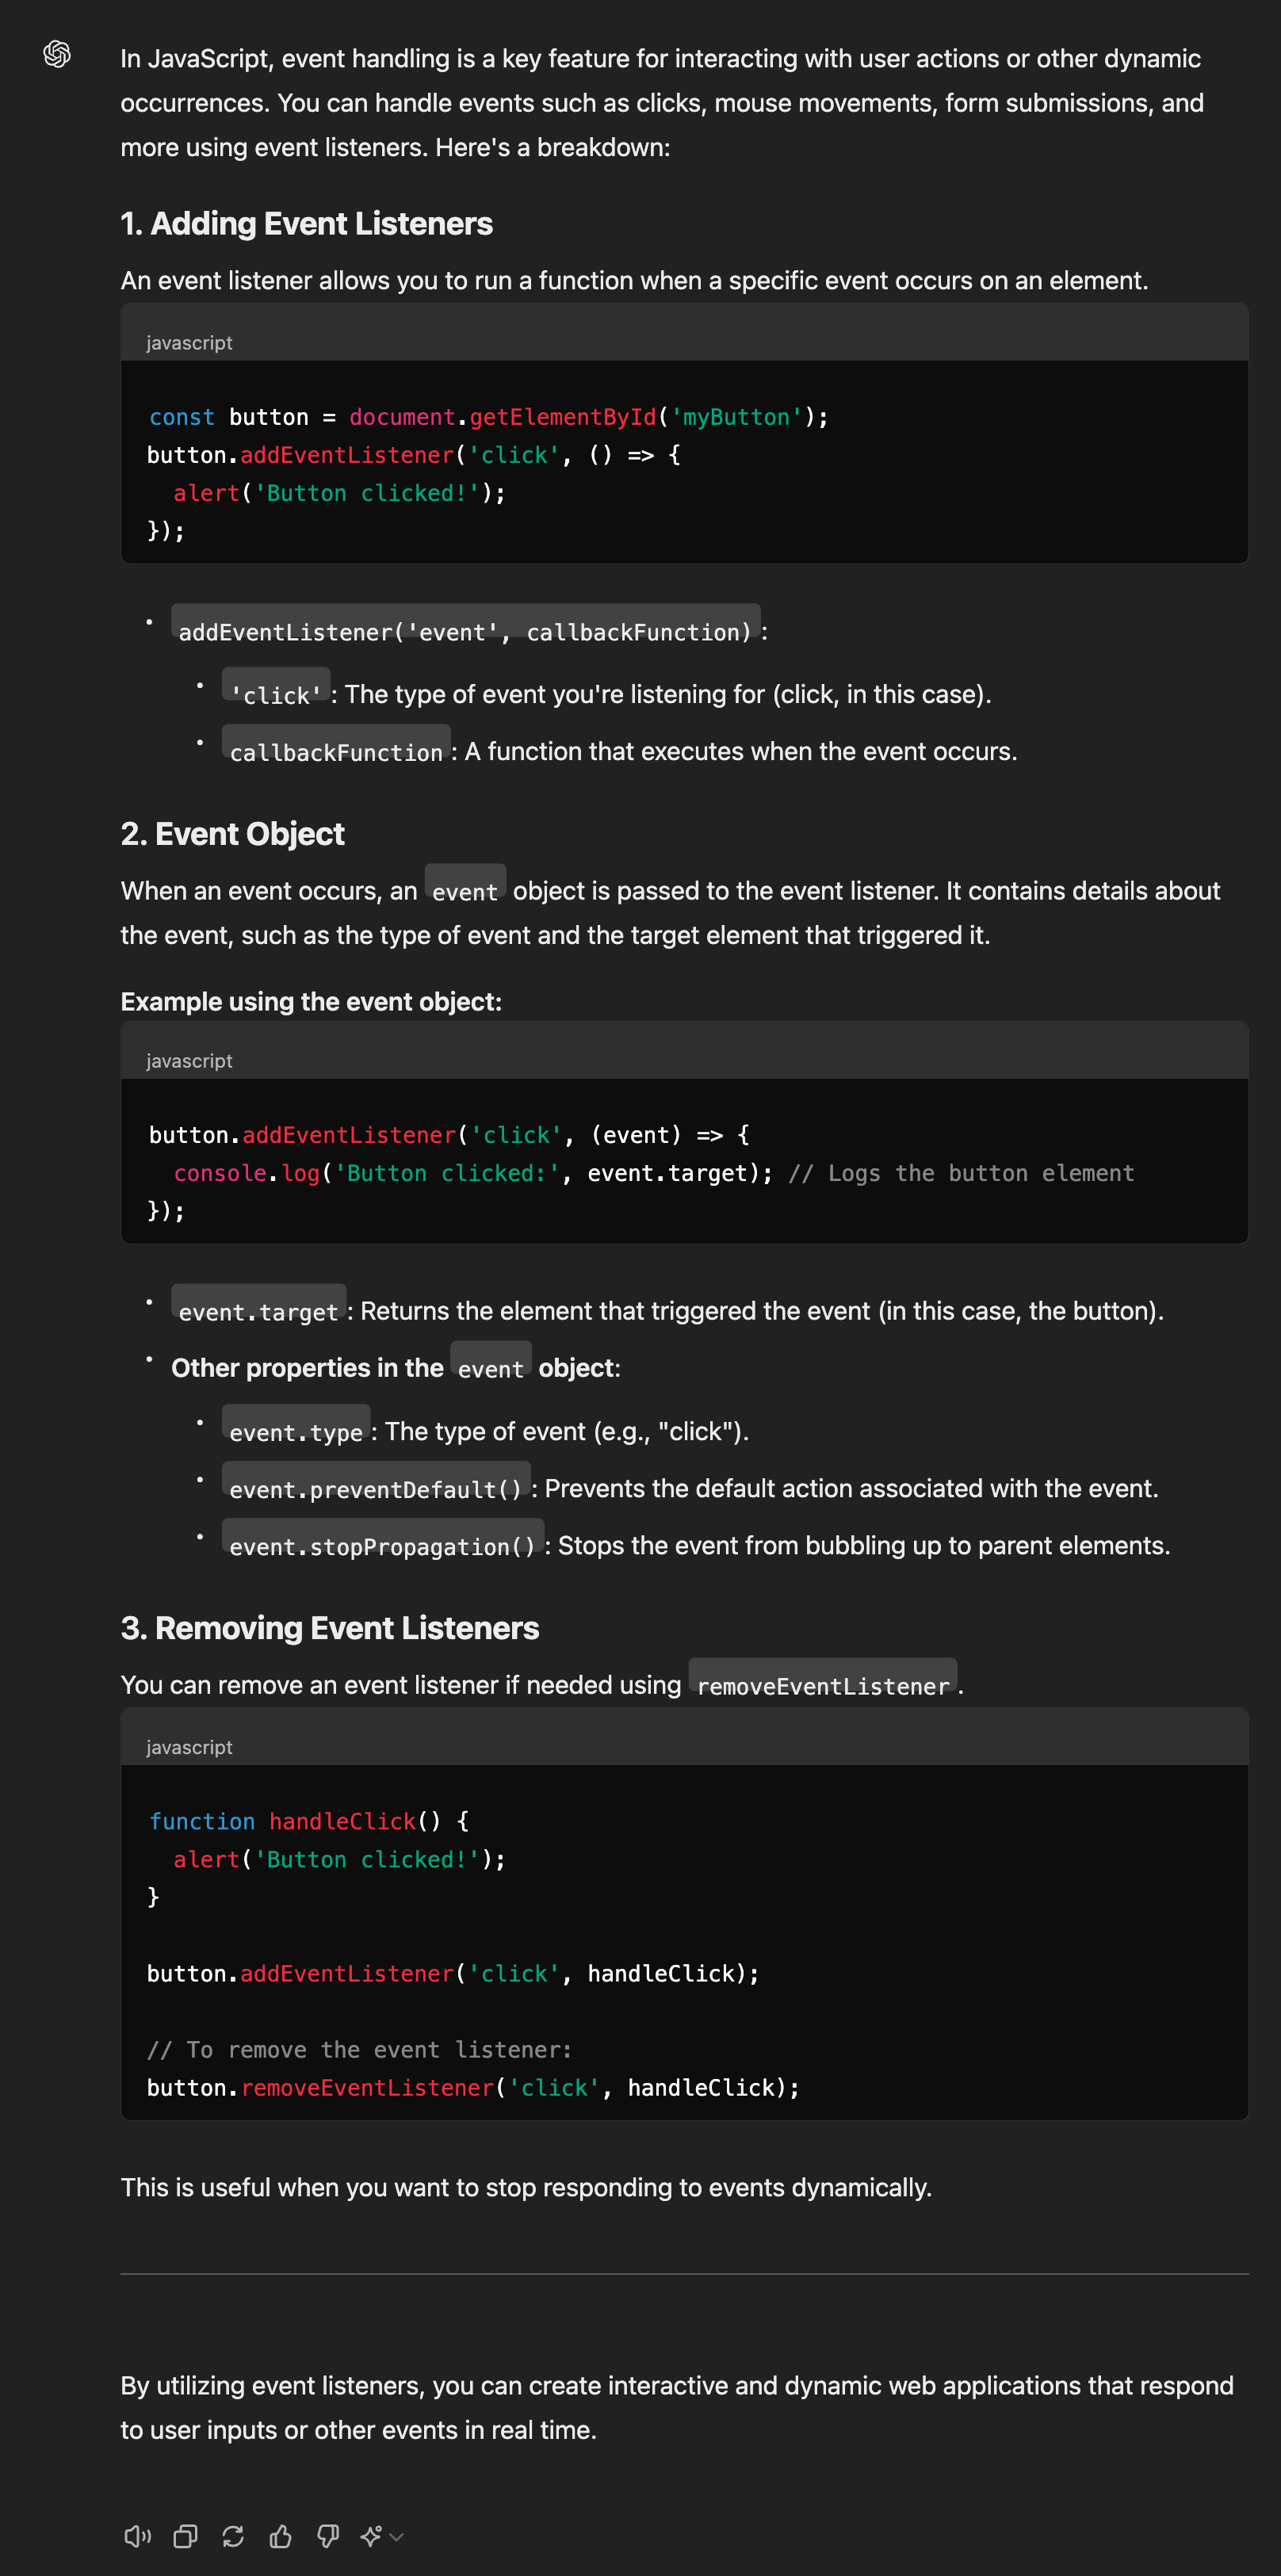 In JavaScript, event handling is a key feature for interacting with user actions or other dynamic
occurrences. You can handle events such as clicks, mouse movements, form submissions, and
more using event listeners. Here's a breakdown:
1. Adding Event Listeners
An event listener allows you to run a function when a specific event occurs on an element.
javascript
const button = document.getElementById('myButton');
button.addEventListener('click', () => {
  alert('Button clicked!');
});
• addEventListener('event', callbackFunction):
• 'click': The type of event you're listening for (click, in this case).
• callbackFunction: A function that executes when the event occurs.
2. Event Object
When an event occurs, an event object is passed to the event listener. It contains details about
the event, such as the type of event and the target element that triggered it.
Example using the event object:
javascript
button.addEventListener('click', (event) => {
  console.log('Button clicked:', event.target); // Logs the button element
});
• event.target: Returns the element that triggered the event (in this case, the button).
• Other properties in the event object:
• event.type: The type of event (e.g., "click").
• event.preventDefault(): Prevents the default action associated with the event.
• event.stopPropagation(): Stops the event from bubbling up to parent elements.
3. Removing Event Listeners
You can remove an event listener if needed using removeEventListener.
javascript
function handleClick() {
  alert('Button clicked!');
}
button.addEventListener('click', handleClick);
// To remove the event listener:
button.removeEventListener('click', handleClick);
This is useful when you want to stop responding to events dynamically.
By utilizing event listeners, you can create interactive and dynamic web applications that respond
to user inputs or other events in real time.